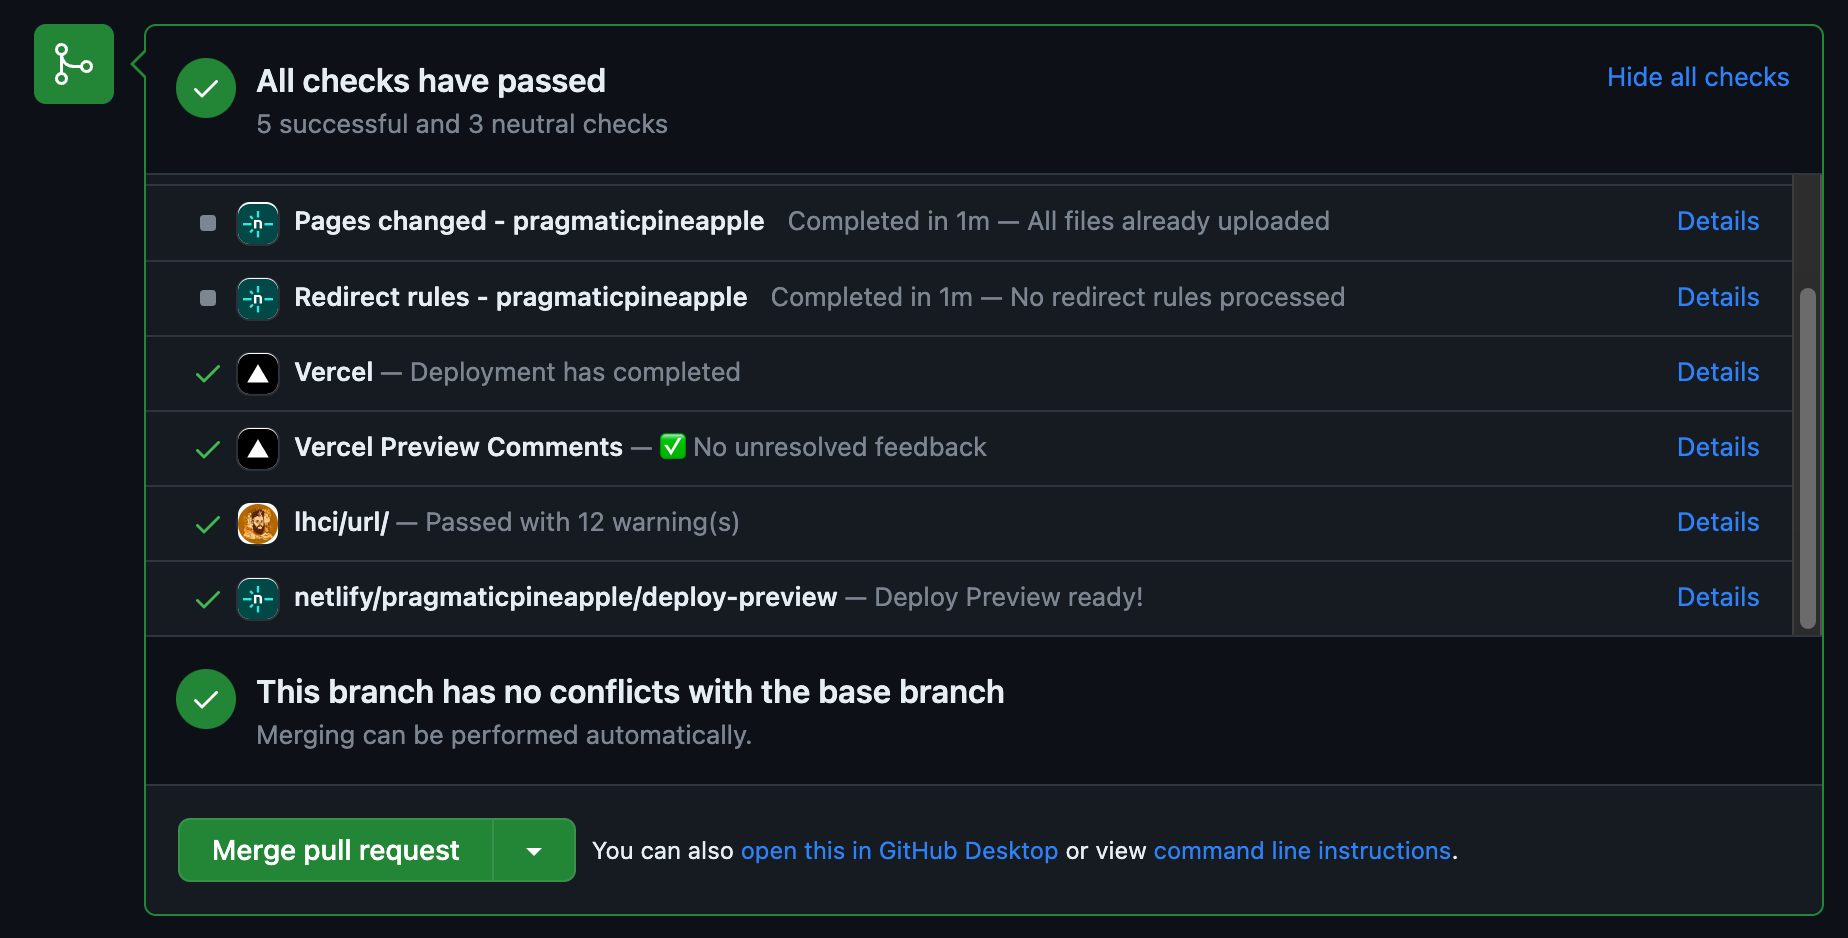 All checks have passed
Hide all checks
5 successful and 3 neutral checks
Pages changed - pragmaticpineapple Completed in 1m — All files already uploaded Details
Redirect rules - pragmaticpineapple Completed in 1m — No redirect rules processed Details
Vercel — Deployment has completed Details
Vercel Preview Comments — ✅ No unresolved feedback Details
lhci/url/ — Passed with 12 warning(s) Details
netlify/pragmaticpineapple/deploy-preview — Deploy Preview ready! Details
This branch has no conflicts with the base branch
Merging can be performed automatically.
Merge pull request You can also open this in GitHub Desktop or view command line instructions.